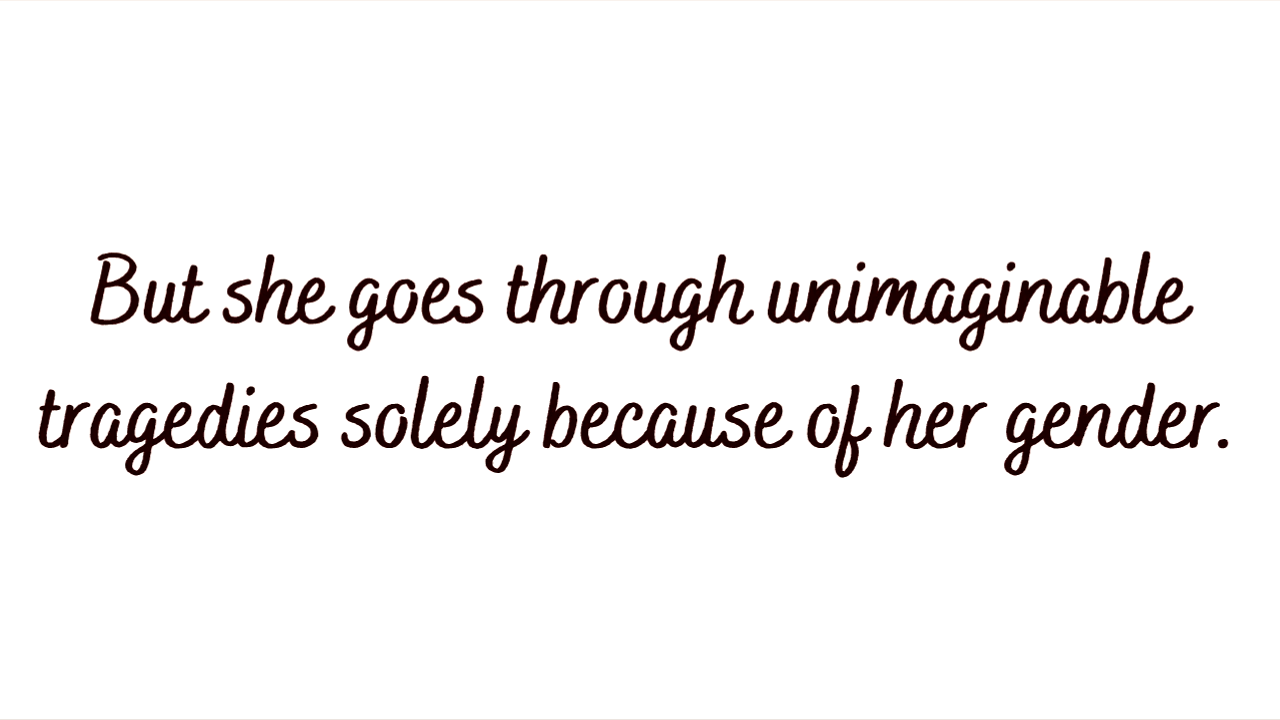 But she goes through unimaginable
tragedies solely because of her gender.